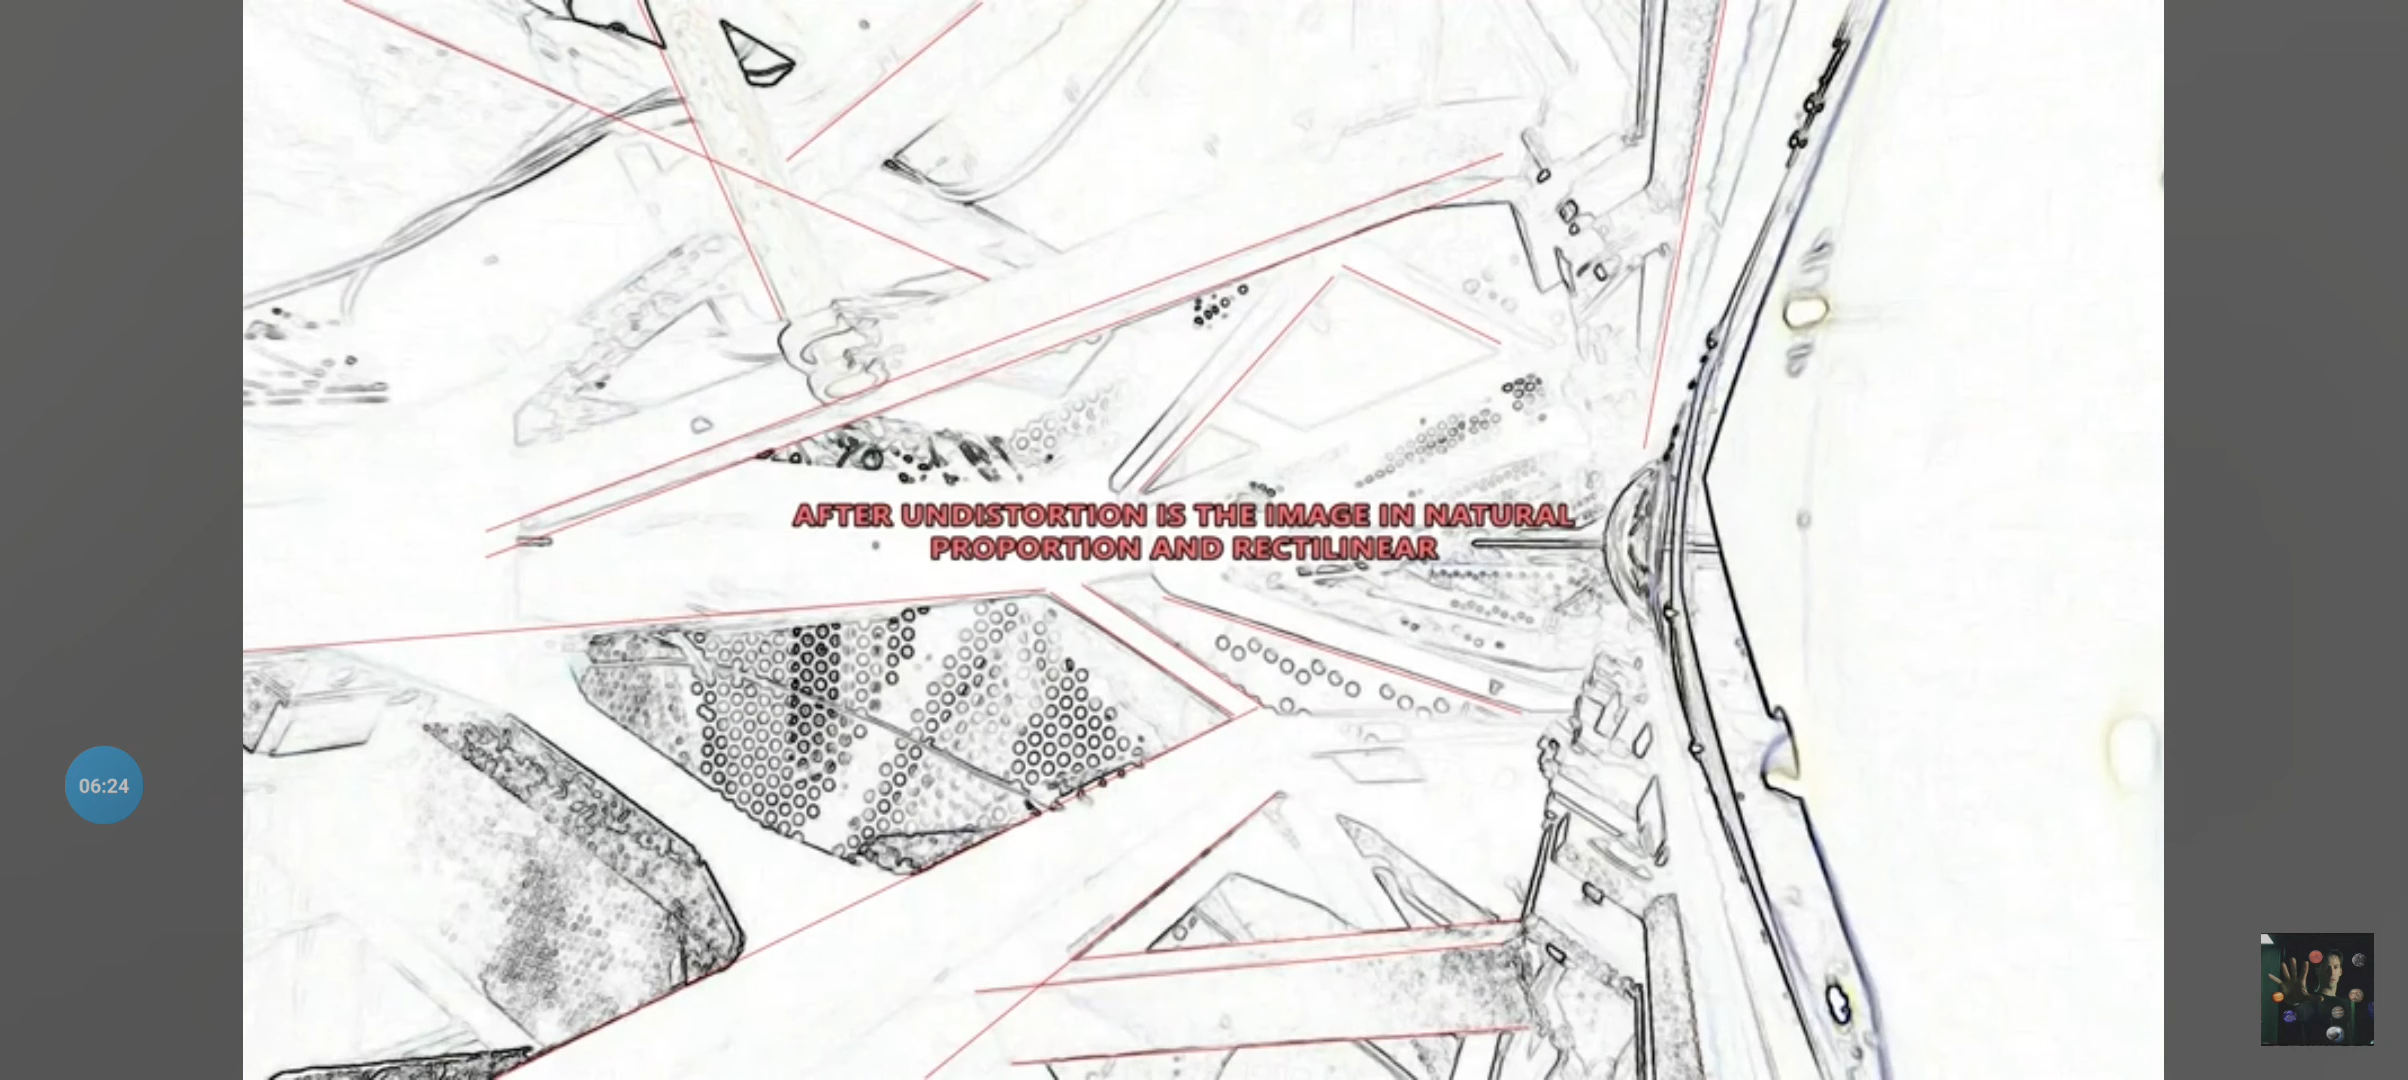 AFTER UNDISTORTION IS THE IMAGE IN NATURAL
PROPORTION AND RECTILINEAR
06:24